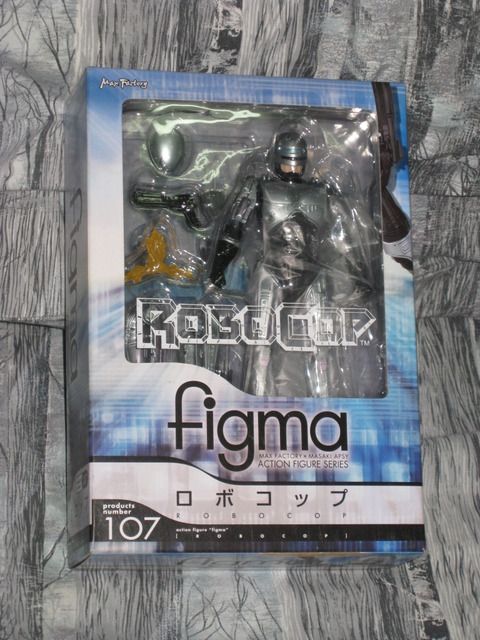 Max Factory
ROBOCOP™
figma
MAX FACTORY × MASAKI APSY
ACTION FIGURE SERIES
ロボコップ
ROBOCOP
products
number
107
action figure "figma"
[ROBOCOP]